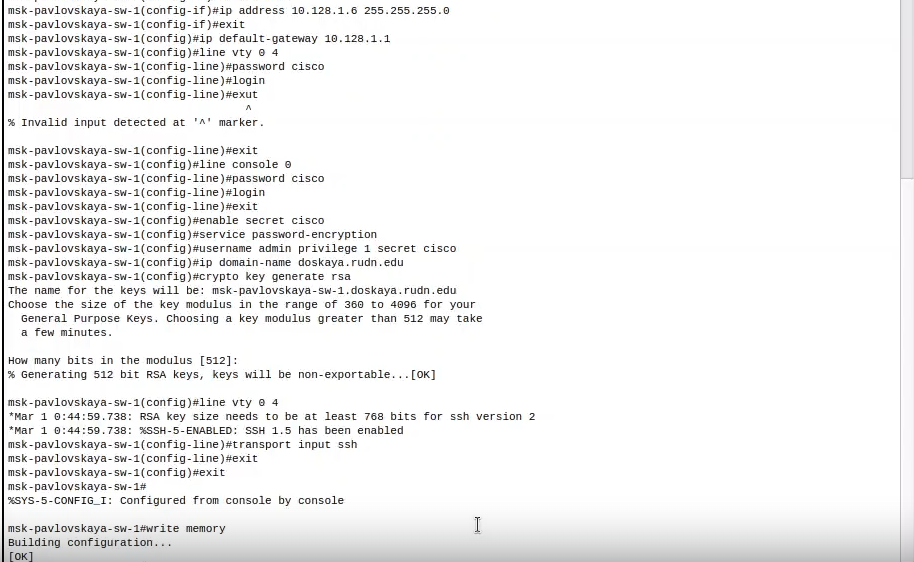 msk-pavlovskaya-sw-1(config-if)#ip address 10.128.1.6 255.255.255.0
msk-pavlovskaya-sw-1(config-if)#exit
msk-pavlovskaya-sw-1(config)#ip default-gateway 10.128.1.1
msk-pavlovskaya-sw-1(config)#line vty 0 4
msk-pavlovskaya-sw-1(config-line)#password cisco
msk-pavlovskaya-sw-1(config-line)#login
msk-pavlovskaya-sw-1(config-line)#exut
^
% Invalid input detected at '^' marker.
msk-pavlovskaya-sw-1(config-line)#exit
msk-pavlovskaya-sw-1(config)#line console 0
msk-pavlovskaya-sw-1(config-line)#password cisco
msk-pavlovskaya-sw-1(config-line)#login
msk-pavlovskaya-sw-1(config-line)#exit
msk-pavlovskaya-sw-1(config)#enable secret cisco
msk-pavlovskaya-sw-1(config)#service password-encryption
msk-pavlovskaya-sw-1(config)#username admin privilege 1 secret cisco
msk-pavlovskaya-sw-1(config)#ip domain-name doskaya.rudn.edu
msk-pavlovskaya-sw-1(config)#crypto key generate rsa
The name for the keys will be: msk-pavlovskaya-sw-1.doskaya.rudn.edu
Choose the size of the key modulus in the range of 360 to 4096 for your
General Purpose Keys. Choosing a key modulus greater than 512 may take
a few minutes.
How many bits in the modulus [512]:
% Generating 512 bit RSA keys, keys will be non-exportable...[OK]
msk-pavlovskaya-sw-1(config)#line vty 0 4
*Mar 1 0:44:59.738: RSA key size needs to be at least 768 bits for ssh version 2
*Mar 1 0:44:59.738: %SSH-5-ENABLED: SSH 1.5 has been enabled
msk-pavlovskaya-sw-1(config-line)#transport input ssh
msk-pavlovskaya-sw-1(config-line)#exit
msk-pavlovskaya-sw-1(config)#exit
msk-pavlovskaya-sw-1#
%SYS-5-CONFIG_I: Configured from console by console
msk-pavlovskaya-sw-1#write memory
Building configuration...
[OK]